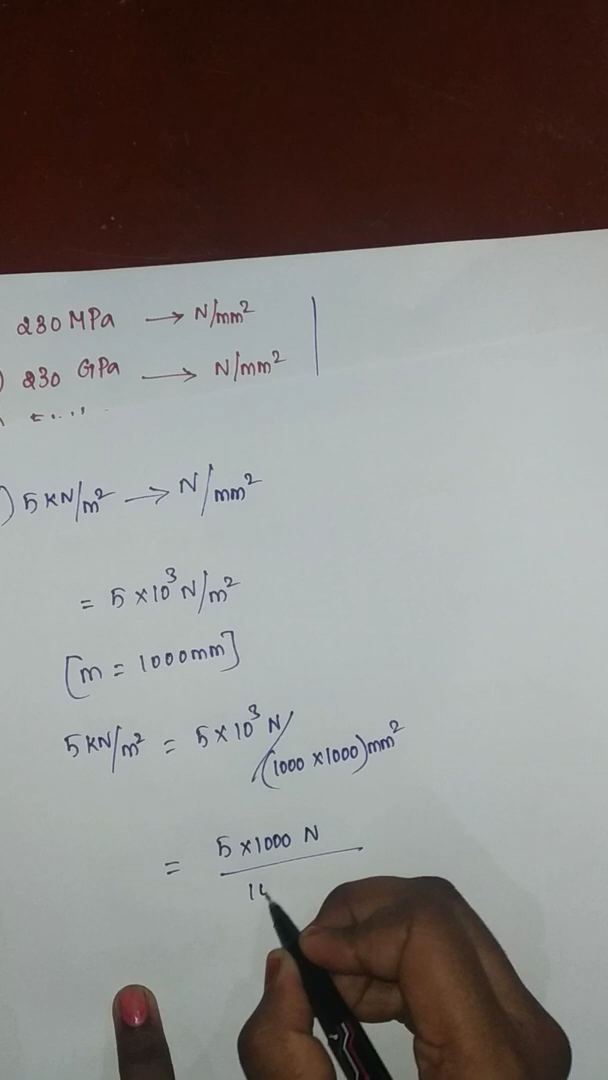 230 MPa → N/mm²
) 230 GPa → N/mm²
) 5 KN/m² → N/mm²
= 5 × 10³ N/m²
[m = 1000mm]
5 KN/m² = 5 × 10³ N/(1000 × 1000)mm²
= 5 × 1000 N